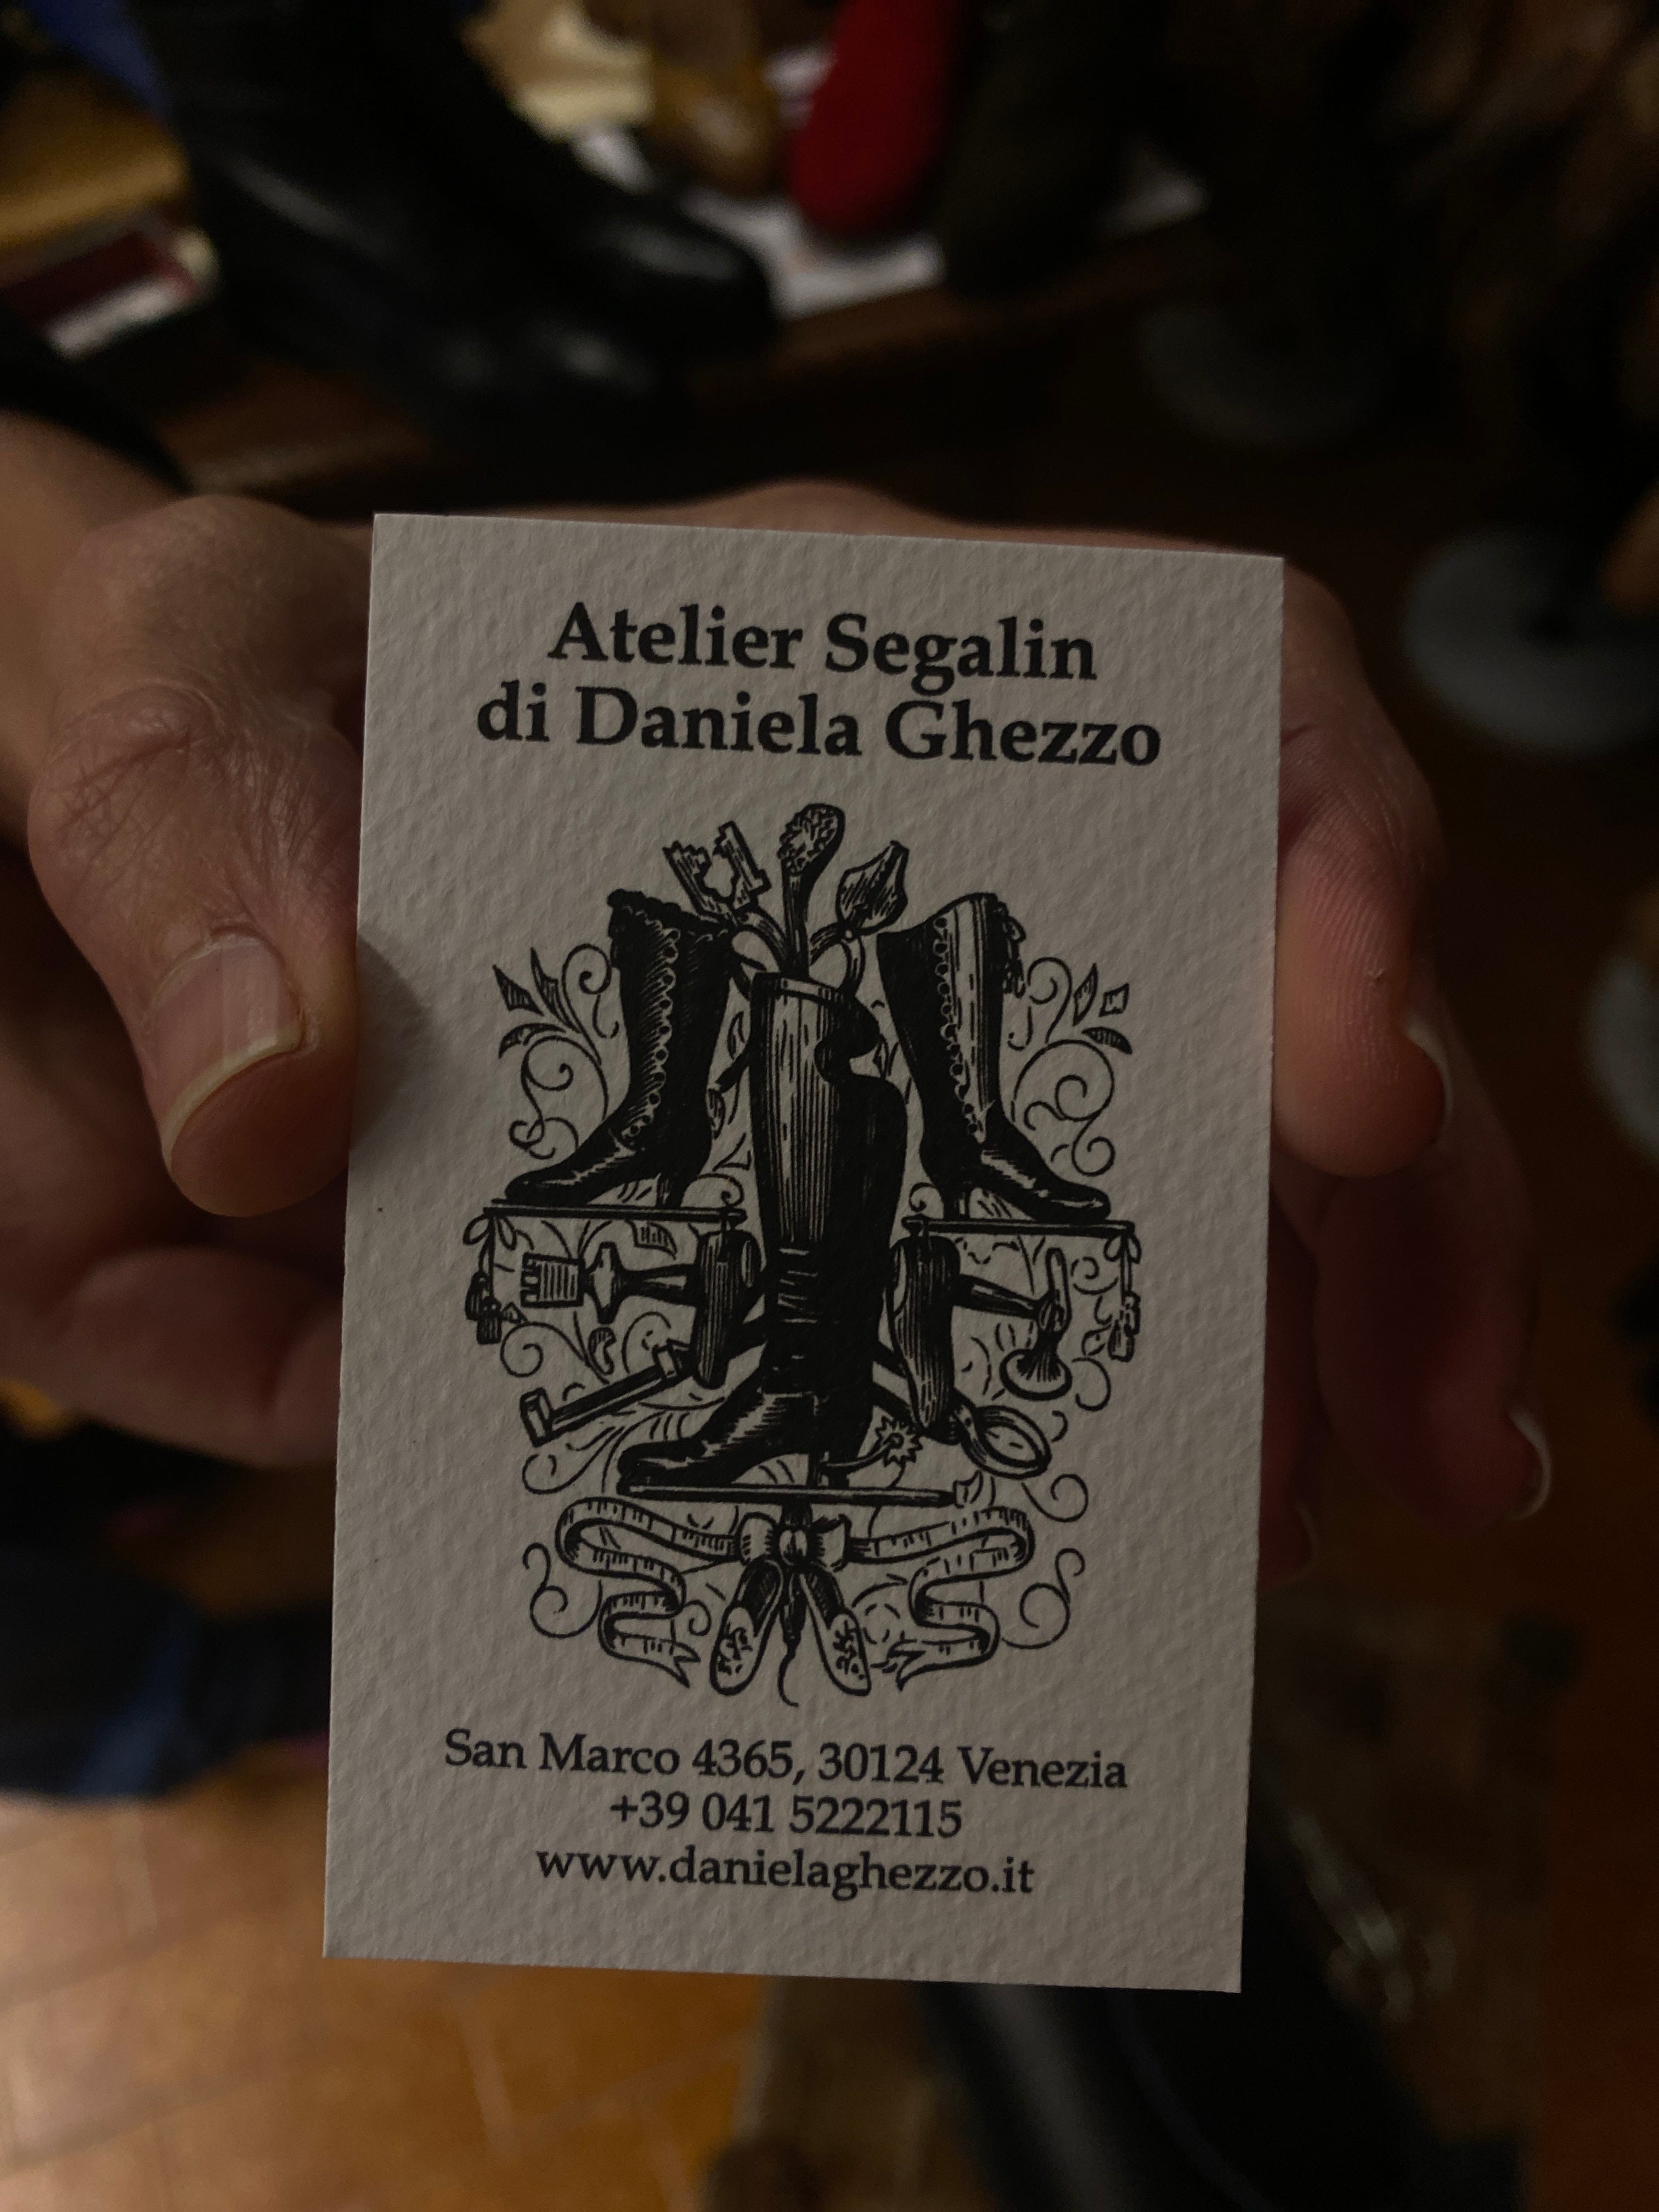 Atelier Segalin
di Daniela Ghezzo
San Marco 4365, 30124 Venezia
+39 041 5222115
www.danielaghezzo.it